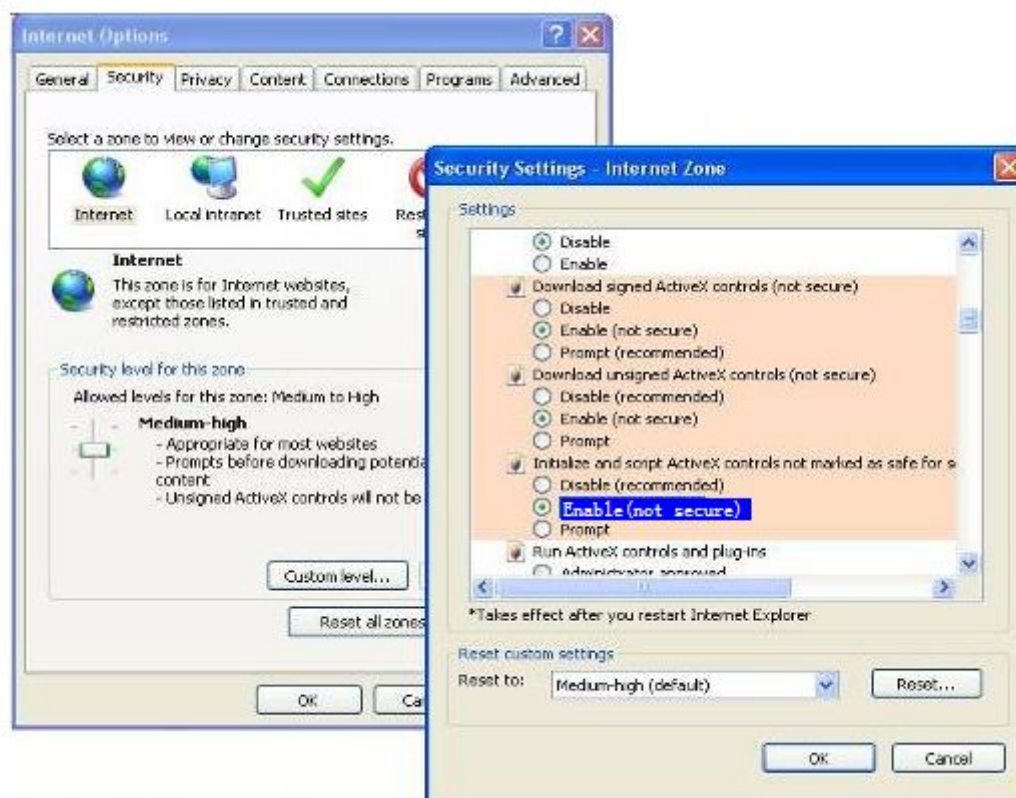 Internet Options
General Security Privacy Content Connections Programs Advanced
Select a zone to view or change security settings.
Internet Local intranet Trusted sites
Internet
This zone is for Internet websites,
except those listed in trusted and
restricted zones.
Security level for this zone
Allowed levels for this zone: Medium to High
Medium-high
- Appropriate for most websites
- Prompts before downloading
content
- Unsigned ActiveX controls will not be
Custom level...
Reset all zones
OK
Security Settings - Internet Zone
Settings
Disable
Enable
Download signed ActiveX controls (not secure)
Disable
Enable (not secure)
Prompt (recommended)
Download unsigned ActiveX controls (not secure)
Disable (recommended)
Enable (not secure)
Prompt
Initialize and script ActiveX controls not marked as safe for s
Disable (recommended)
Enable(not secure)
Prompt
Run ActiveX controls and plug-ins
Administrator approved
*Takes effect after you restart Internet Explorer
Reset custom settings
Reset to: Medium-high (default) Reset...
OK Cancel